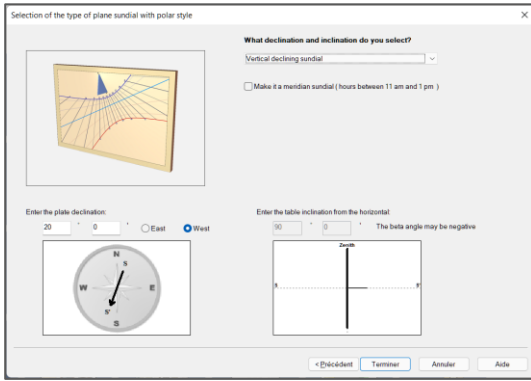 Selection of the type of plane sundial with polar style
What declination and inclination do you select?
Vertical declining sundial
Make it a meridian sundial ( hours between 11 am and 1 pm )
Enter the plate declination:
20 ° 0 ' East West
N
S
W E
S'
S
Enter the table inclination from the horizontal:
90 ° 0 ' The beta angle may be negative
Zenith
S S'
< Précédent Terminer Annuler Aide